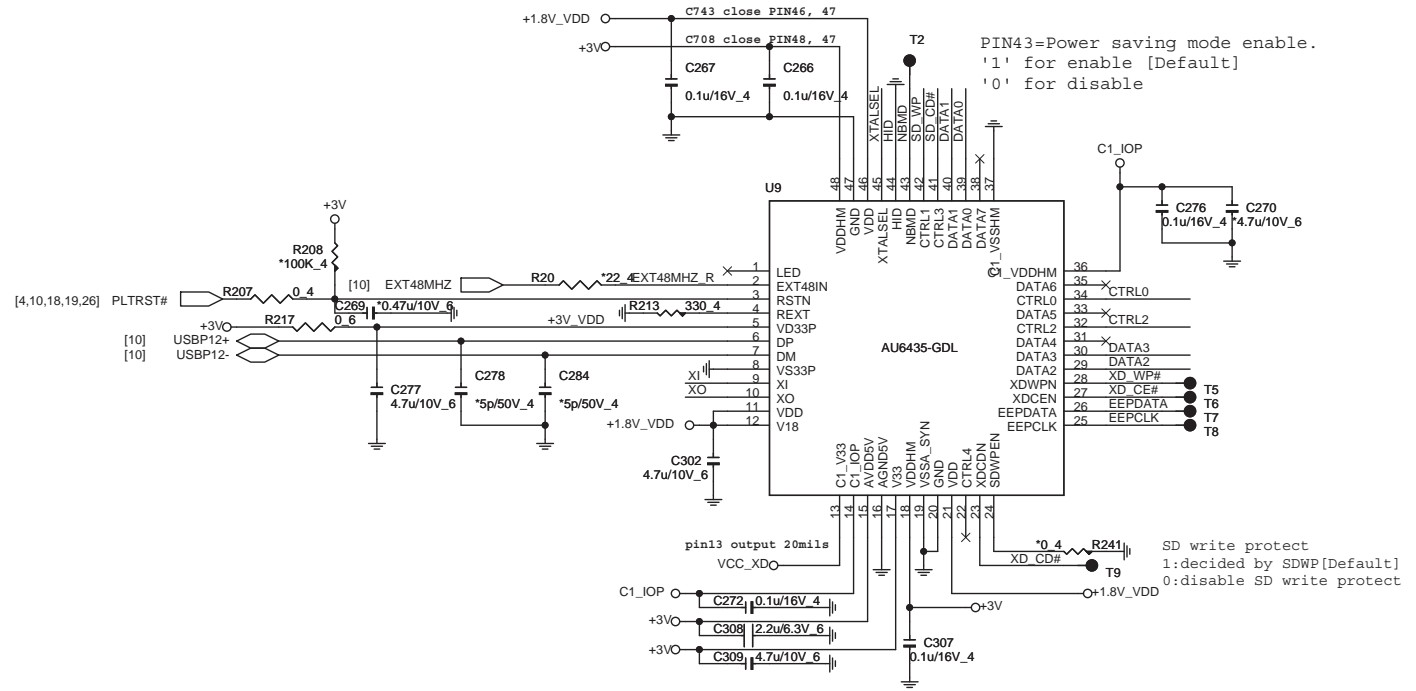 +1.8V_VDD
C743 close PIN46, 47
+3V
C708 close PIN48, 47
T2
PIN43=Power saving mode enable.
'1' for enable [Default]
'0' for disable
C267
0.1u/16V_4
C266
0.1u/16V_4
XTALSEL
HID
NBMD
SD_WP
SD_CD#
DATA1
DATA0
C1_IOP
U9
48
47
46
45
44
43
42
41
40
39
38
37
VDDHM
GND
VDD
XTALSEL
HID
NBMD
CTRL1
CTRL3
DATA1
DATA0
DATA7
C1_VSSHM
C276
0.1u/16V_4
C270
*4.7u/10V_6
+3V
R208
*100K_4
[10]
EXT48MHZ
R20
*22_4
EXT48MHZ_R
[4,10,18,19,26]
PLTRST#
R207
0_4
C269
*0.47u/10V_6
R213
330_4
+3V
R217
0_6
+3V_VDD
[10]
USBP12+
[10]
USBP12-
C277
4.7u/10V_6
C278
*5p/50V_4
C284
*5p/50V_4
XI
XO
+1.8V_VDD
C302
4.7u/10V_6
1
LED
2
EXT48IN
3
RSTN
4
REXT
5
VD33P
6
DP
7
DM
8
VS33P
9
XI
10
XO
11
VDD
12
V18
AU6435-GDL
C1_VDDHM
36
DATA6
35
CTRL0
34
CTRL0
DATA5
33
CTRL2
32
CTRL2
DATA4
31
DATA3
30
DATA3
DATA2
29
DATA2
XDWPN
28
XD_WP#
T5
XDCEN
27
XD_CE#
T6
EEPDATA
26
EEPDATA
T7
EEPCLK
25
EEPCLK
T8
C1_V33
C1_IOP
AVDD5V
AGND5V
V33
VDDHM
VSSA_SYN
GND
VDD
CTRL4
XDCDN
SDWPEN
13
14
15
16
17
18
19
20
21
22
23
24
pin13 output 20mils
VCC_XD
*0_4
R241
XD_CD#
T9
SD write protect
1:decided by SDWP[Default]
0:disable SD write protect
C1_IOP
C272
0.1u/16V_4
+1.8V_VDD
+3V
+3V
C308
2.2u/6.3V_6
+3V
C309
4.7u/10V_6
C307
0.1u/16V_4